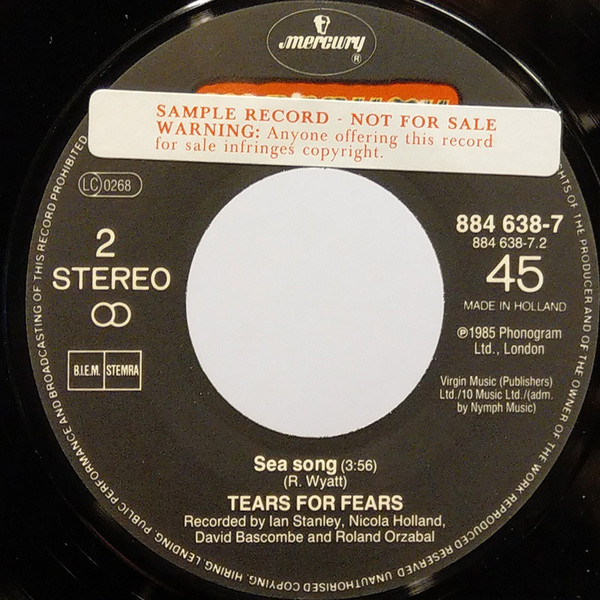 mercury ®
SAMPLE RECORD - NOT FOR SALE
WARNING: Anyone offering this record
for sale infringes copyright.
LC 0268
2
STEREO
B.I.E.M. STEMRA
884 638-7
884 638-7.2
45
MADE IN HOLLAND
℗1985 Phonogram
Ltd., London
Virgin Music (Publishers)
Ltd./10 Music Ltd./(adm.
by Nymph Music)
Sea song (3:56)
(R. Wyatt)
TEARS FOR FEARS
Recorded by Ian Stanley, Nicola Holland,
David Bascombe and Roland Orzabal
RIGHTS OF THE PRODUCER AND OF THE OWNER OF THE WORK REPRODUCED RESERVED UNAUTHORISED COPYING, HIRING, LENDING, PUBLIC PERFORMANCE AND BROADCASTING OF THIS RECORD PROHIBITED